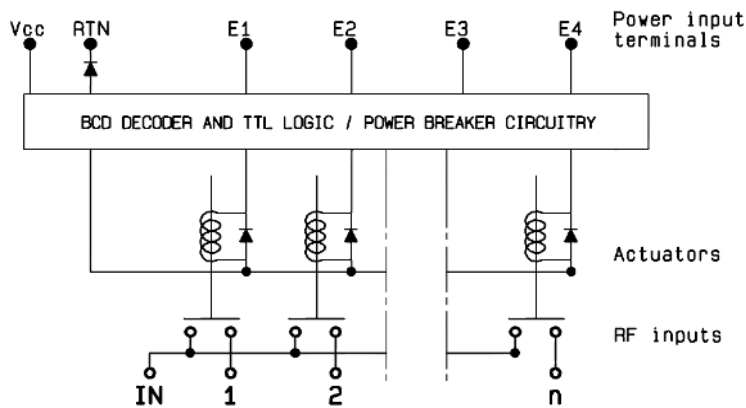 Vcc RTN E1 E2 E3 E4 Power input
terminals
BCD DECODER AND TTL LOGIC / POWER BREAKER CIRCUITRY
Actuators
RF inputs
IN 1 2 n